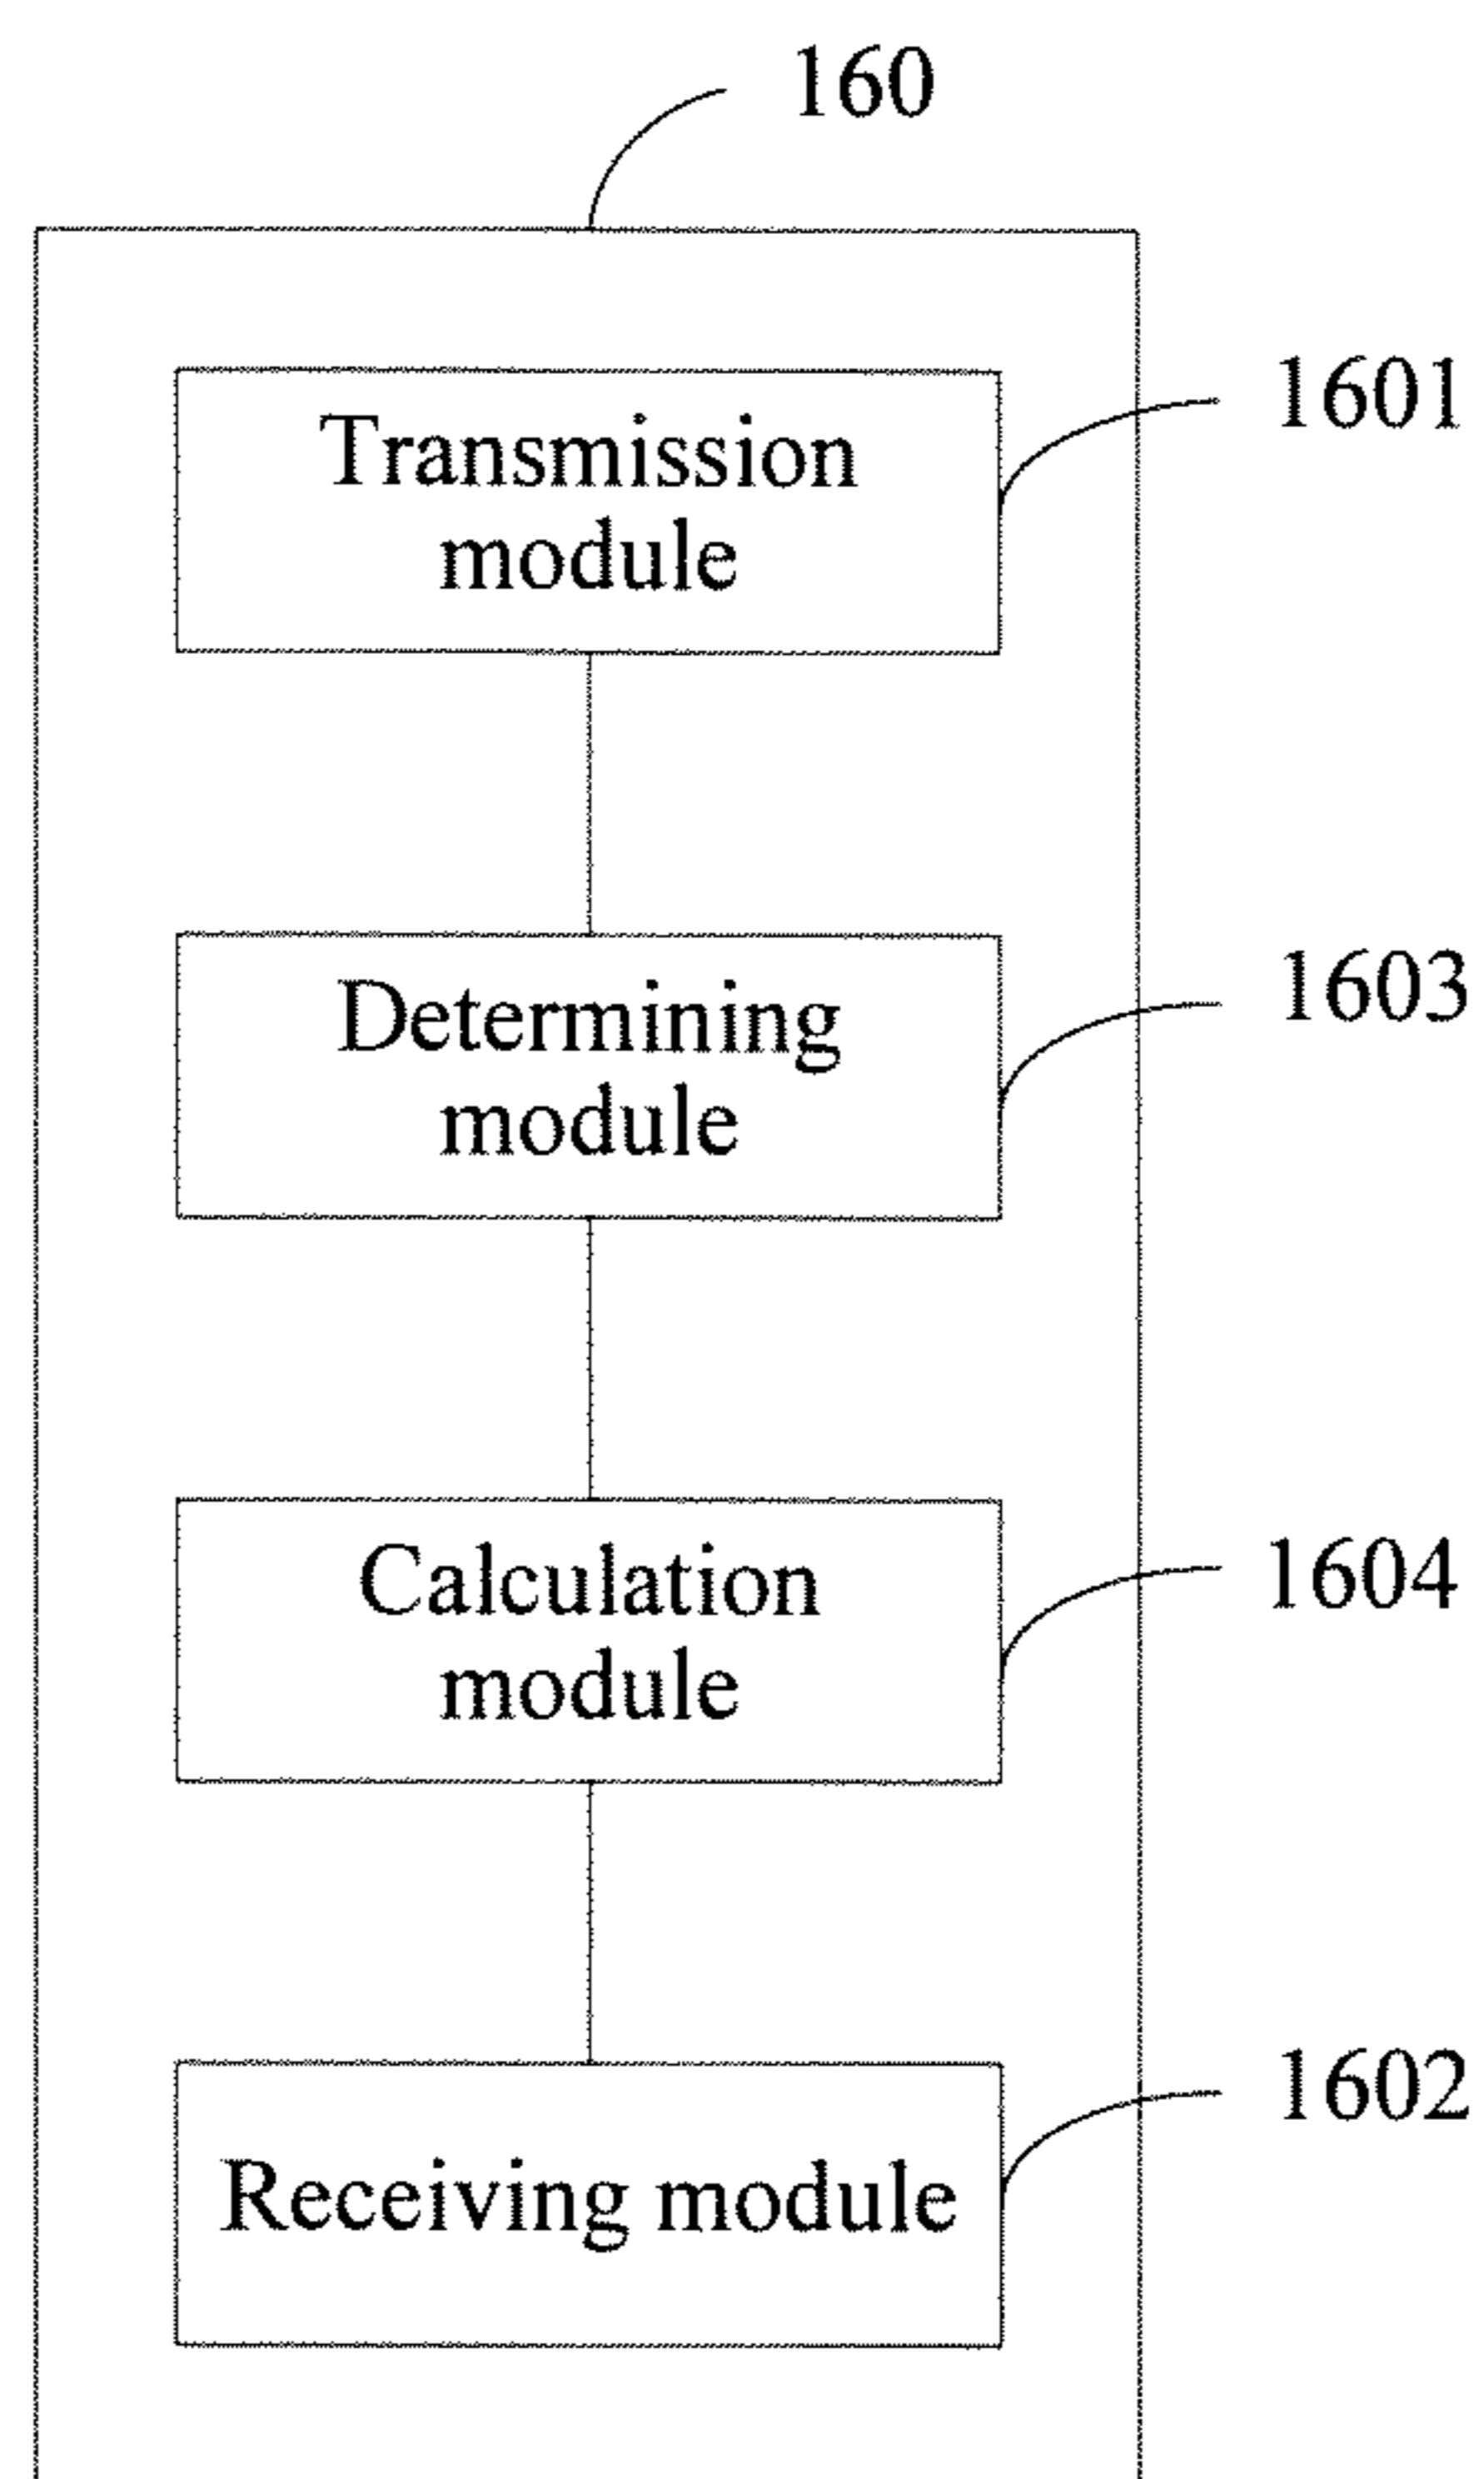 160
Transmission
module
1601
Determining
module
1603
Calculation
module
1604
Receiving module
1602